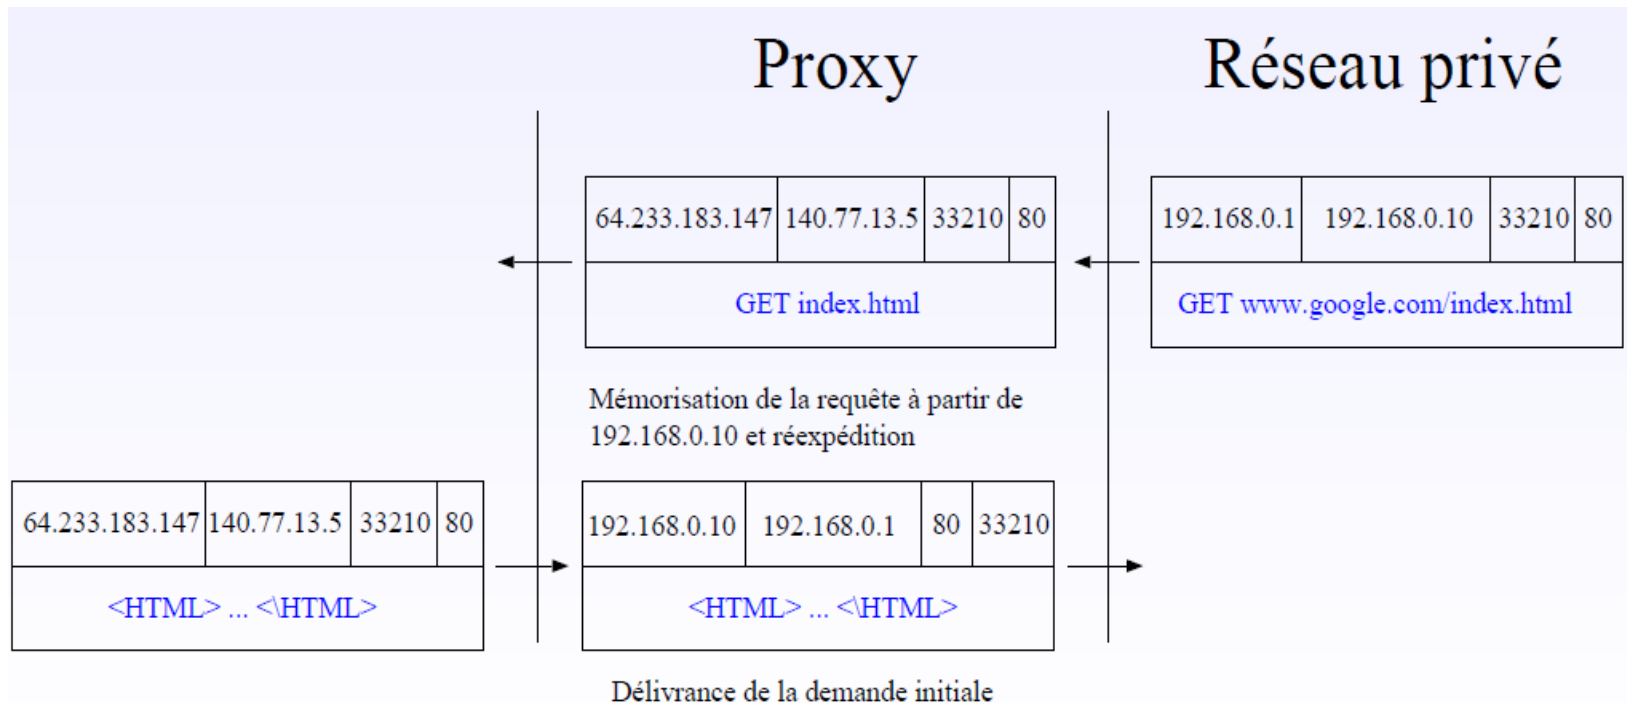 Proxy
Réseau privé
64.233.183.147 140.77.13.5 33210 80
GET index.html
192.168.0.1 192.168.0.10 33210 80
GET www.google.com/index.html
Mémorisation de la requête à partir de
192.168.0.10 et réexpédition
64.233.183.147 140.77.13.5 33210 80
<HTML> ... <\HTML>
192.168.0.10 192.168.0.1 80 33210
<HTML> ... <\HTML>
Délivrance de la demande initiale